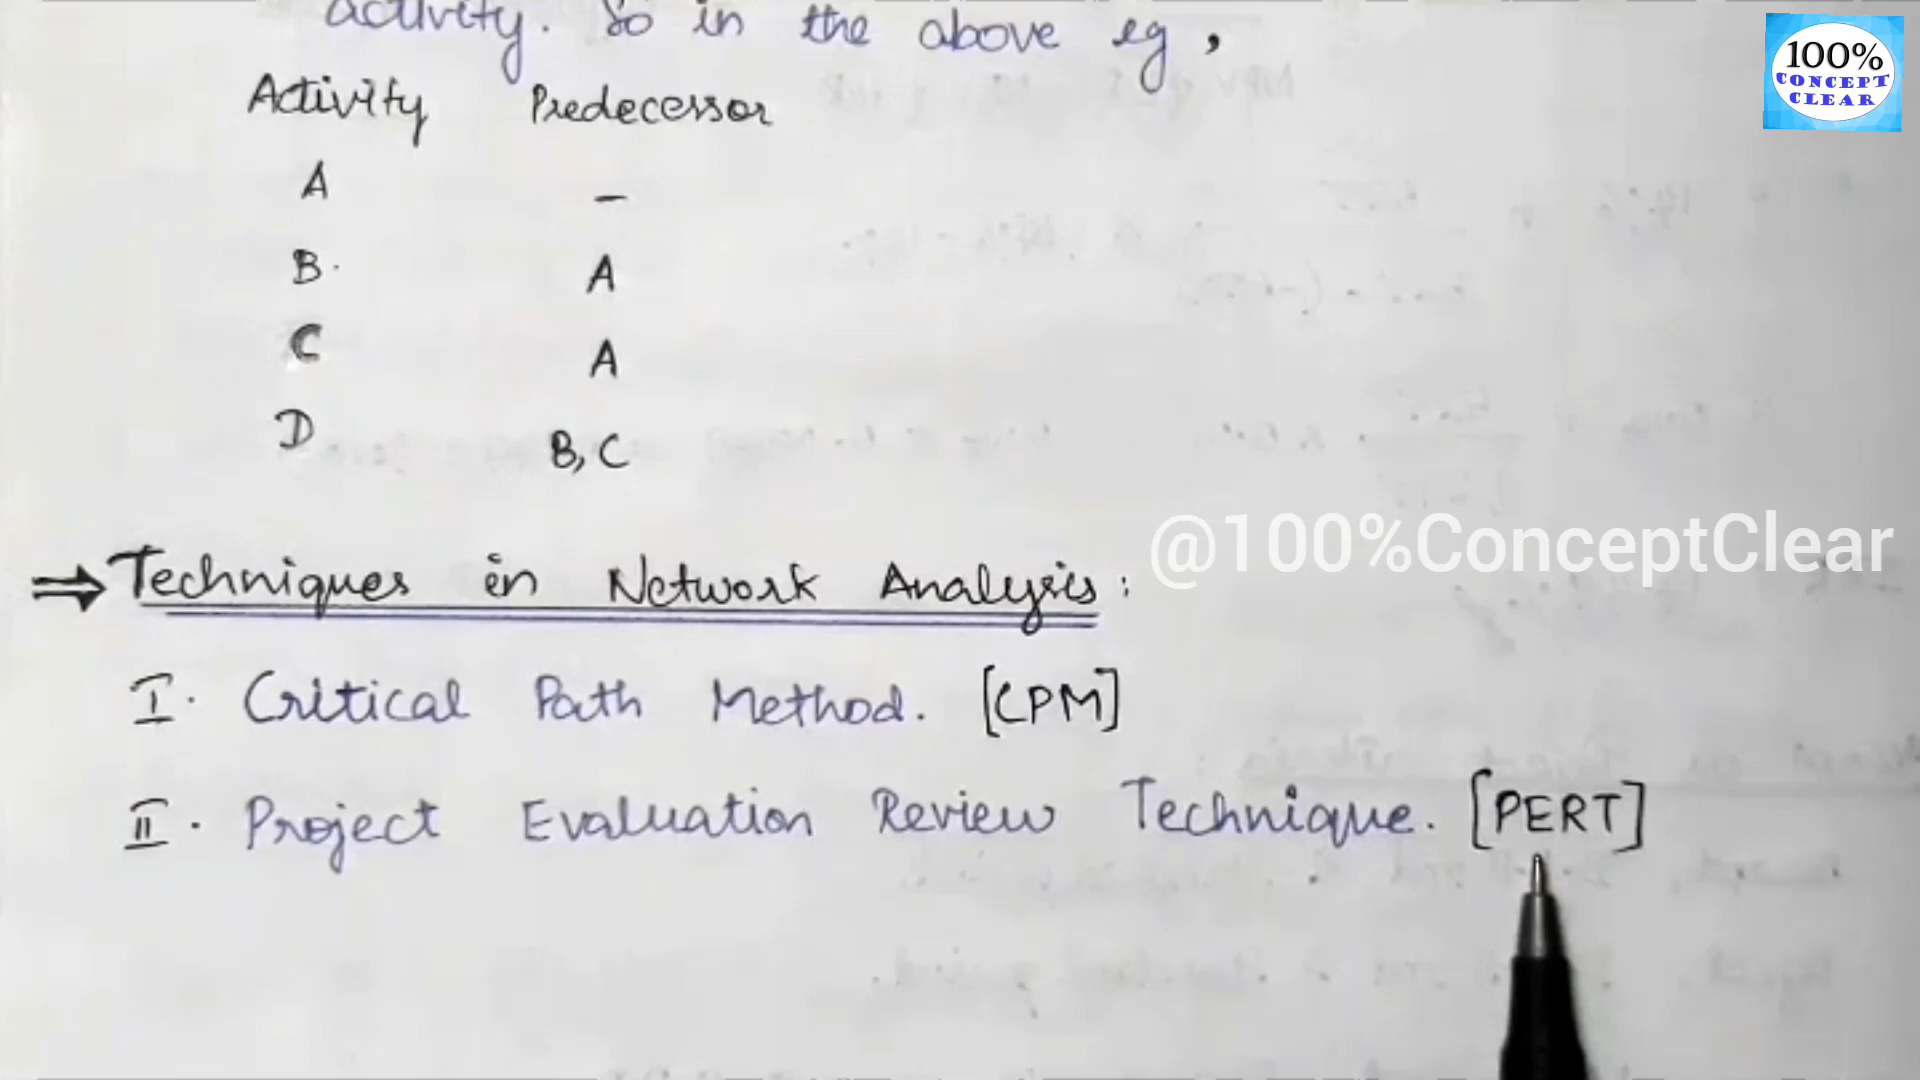 activity. So in the above eg,
Activity Predecessor
A -
B. A
C A
D B, C
⇒ Techniques in Network Analysis:
I. Critical Path Method. [CPM]
II. Project Evaluation Review Technique. [PERT]
100%
CONCEPT
CLEAR
@100%ConceptClear